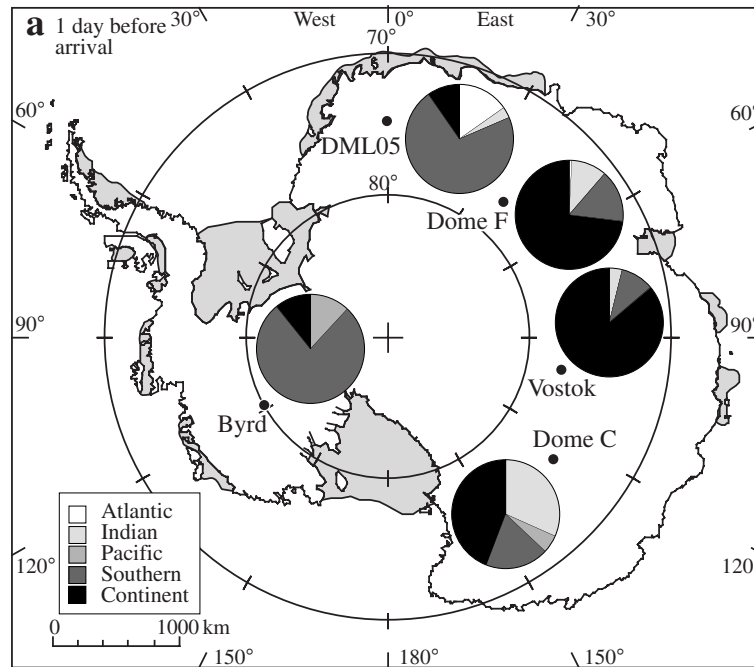 a 1 day before
arrival
30° West 0° East 30°
70°
60° 60°
DML05
80°
Dome F
90° 90°
Vostok
Byrd
Dome C
Atlantic
Indian
Pacific
Southern
Continent
120° 120°
0 1000 km
150° 180° 150°